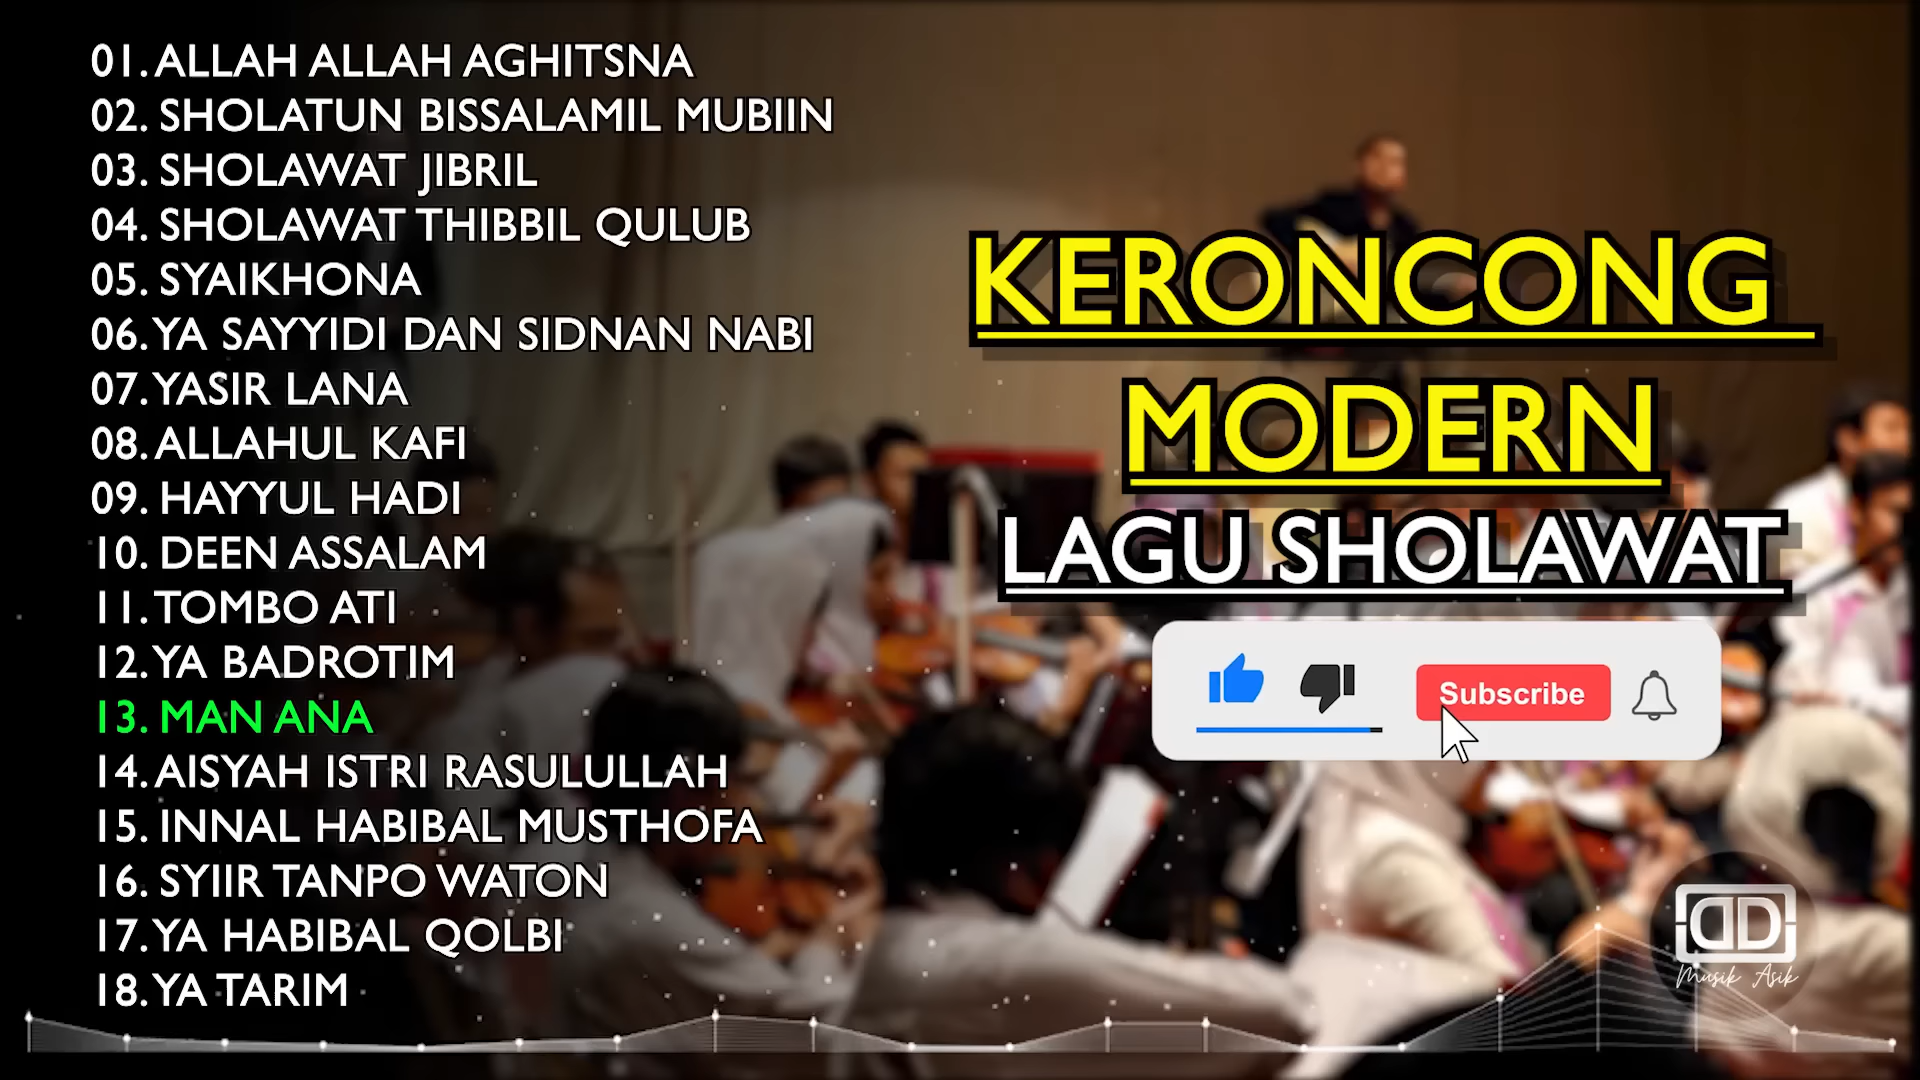 01. ALLAH ALLAH AGHITSNA
02. SHOLATUN BISSALAMIL MUBIIN
03. SHOLAWAT JIBRIL
04. SHOLAWAT THIBBIL QULUB
05. SYAIKHONA
06. YA SAYYIDI DAN SIDNAN NABI
07. YASIR LANA
08. ALLAHUL KAFI
09. HAYYUL HADI
10. DEEN ASSALAM
11. TOMBO ATI
12. YA BADROTIM
13. MAN ANA
14. AISYAH ISTRI RASULULLAH
15. INNAL HABIBAL MUSTHOFA
16. SYIIR TANPO WATON
17. YA HABIBAL QOLBI
18. YA TARIM
KERONCONG
MODERN
LAGU SHOLAWAT
Subscribe
DD
Musik Asik